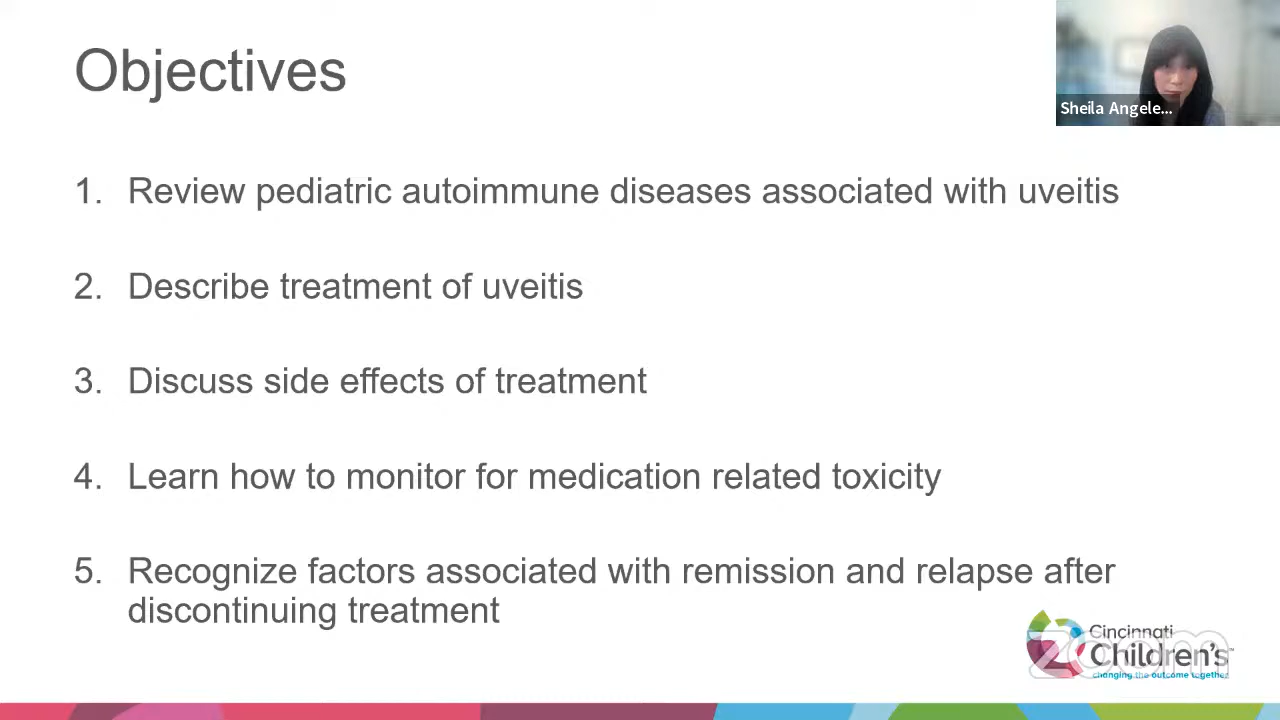 Objectives
Sheila Angele...
1. Review pediatric autoimmune diseases associated with uveitis
2. Describe treatment of uveitis
3. Discuss side effects of treatment
4. Learn how to monitor for medication related toxicity
5. Recognize factors associated with remission and relapse after
discontinuing treatment
Cincinnati
Children's™
changing the outcome together
zoom